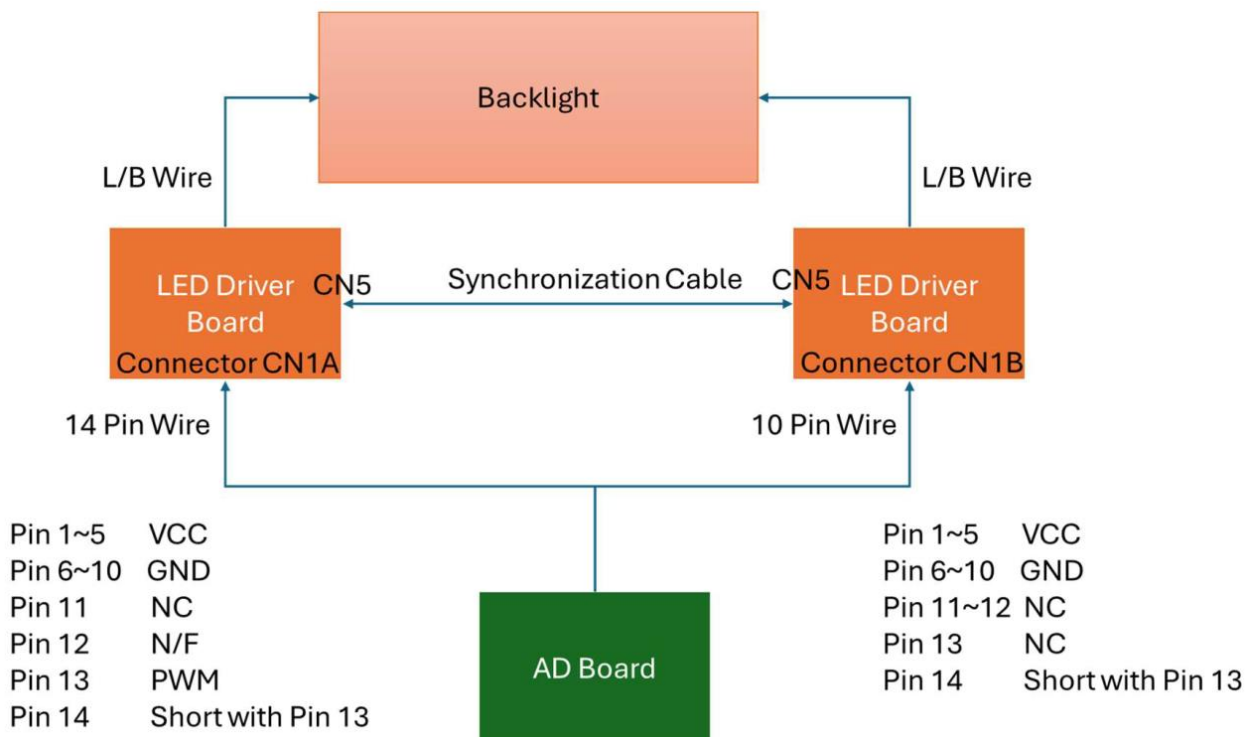 Backlight
L/B Wire
L/B Wire
LED Driver
Board
CN5
Connector CN1A
Synchronization Cable
CN5
LED Driver
Board
Connector CN1B
14 Pin Wire
10 Pin Wire
Pin 1~5 VCC
Pin 6~10 GND
Pin 11 NC
Pin 12 N/F
Pin 13 PWM
Pin 14 Short with Pin 13
AD Board
Pin 1~5 VCC
Pin 6~10 GND
Pin 11~12 NC
Pin 13 NC
Pin 14 Short with Pin 13